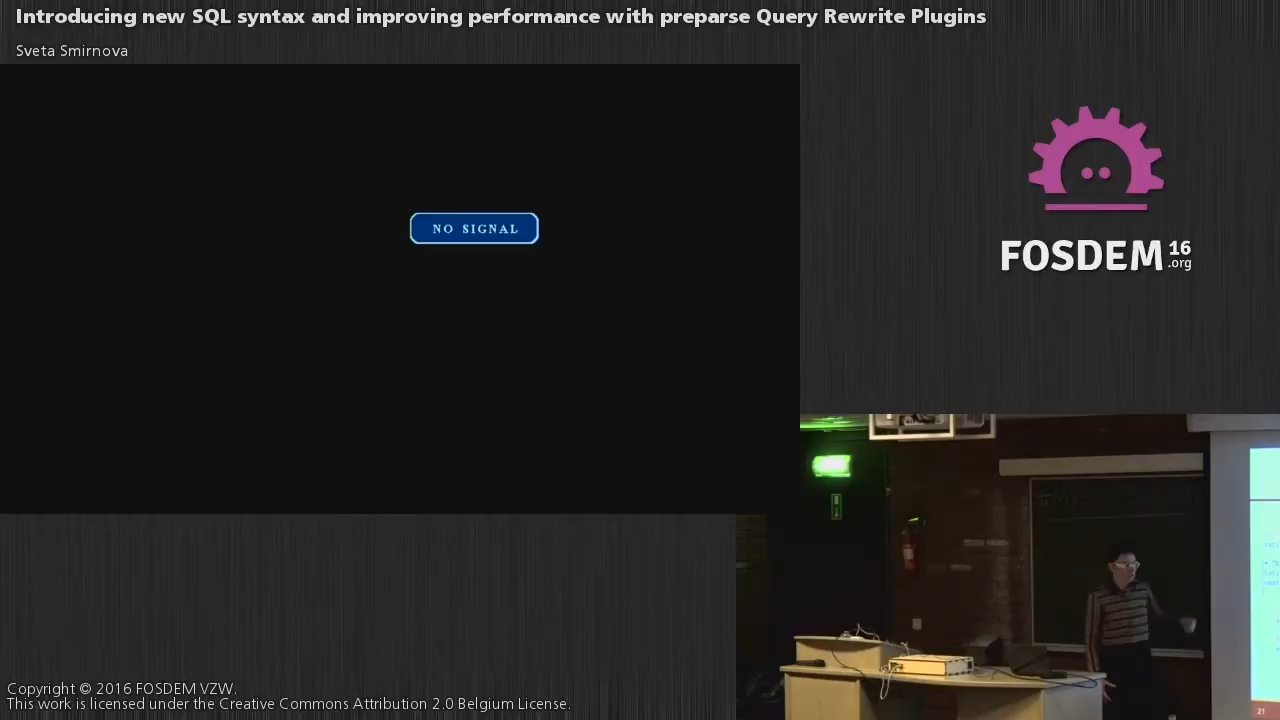 Introducing new SQL syntax and improving performance with preparse Query Rewrite Plugins
Sveta Smirnova
NO SIGNAL
FOSDEM 16
.org
21
Copyright © 2016 FOSDEM VZW.
This work is licensed under the Creative Commons Attribution 2.0 Belgium License.